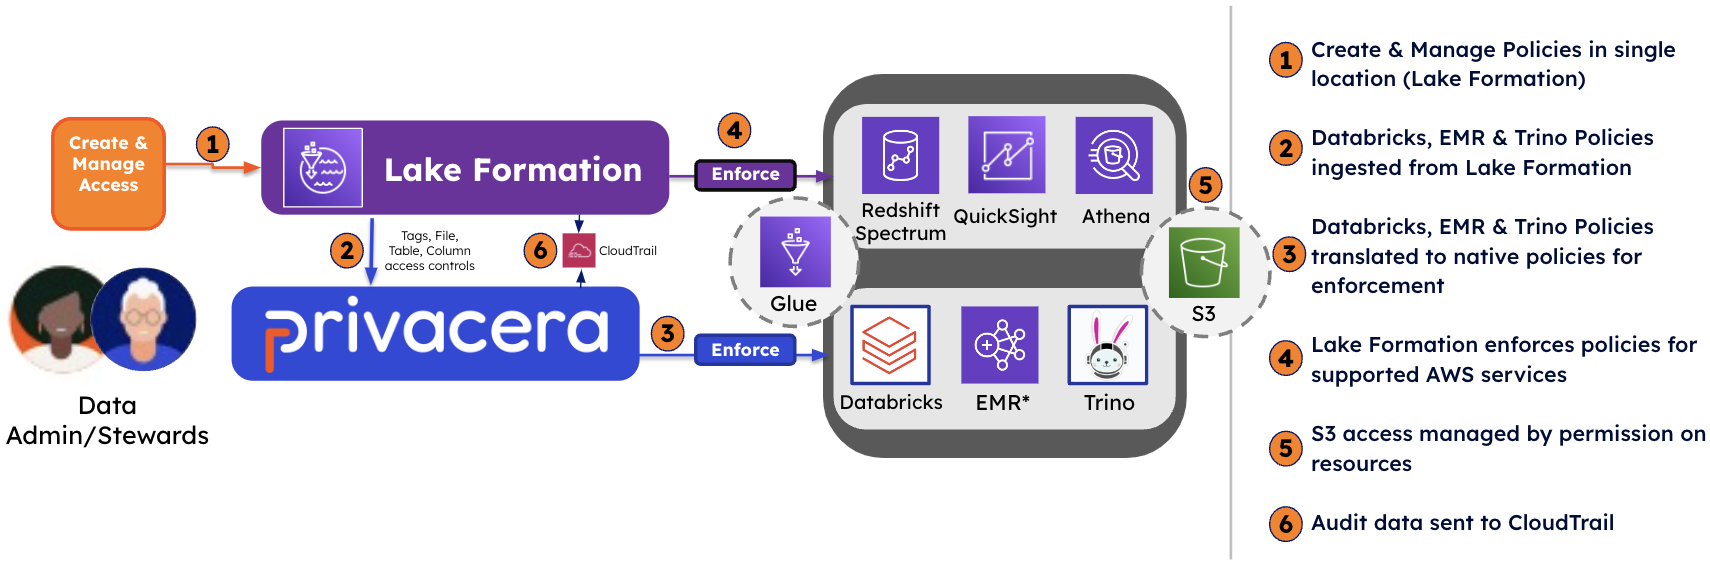 Create &
Manage
Access
1
Lake Formation
4
Enforce
Redshift
Spectrum
QuickSight
Athena
5
2
Tags, File,
Table, Column
access controls
6
CloudTrail
Glue
S3
privacera
3
Enforce
Databricks
EMR*
Trino
Data
Admin/Stewards
1
Create & Manage Policies in single
location (Lake Formation)
2
Databricks, EMR & Trino Policies
ingested from Lake Formation
3
Databricks, EMR & Trino Policies
translated to native policies for
enforcement
4
Lake Formation enforces policies for
supported AWS services
5
S3 access managed by permission on
resources
6
Audit data sent to CloudTrail